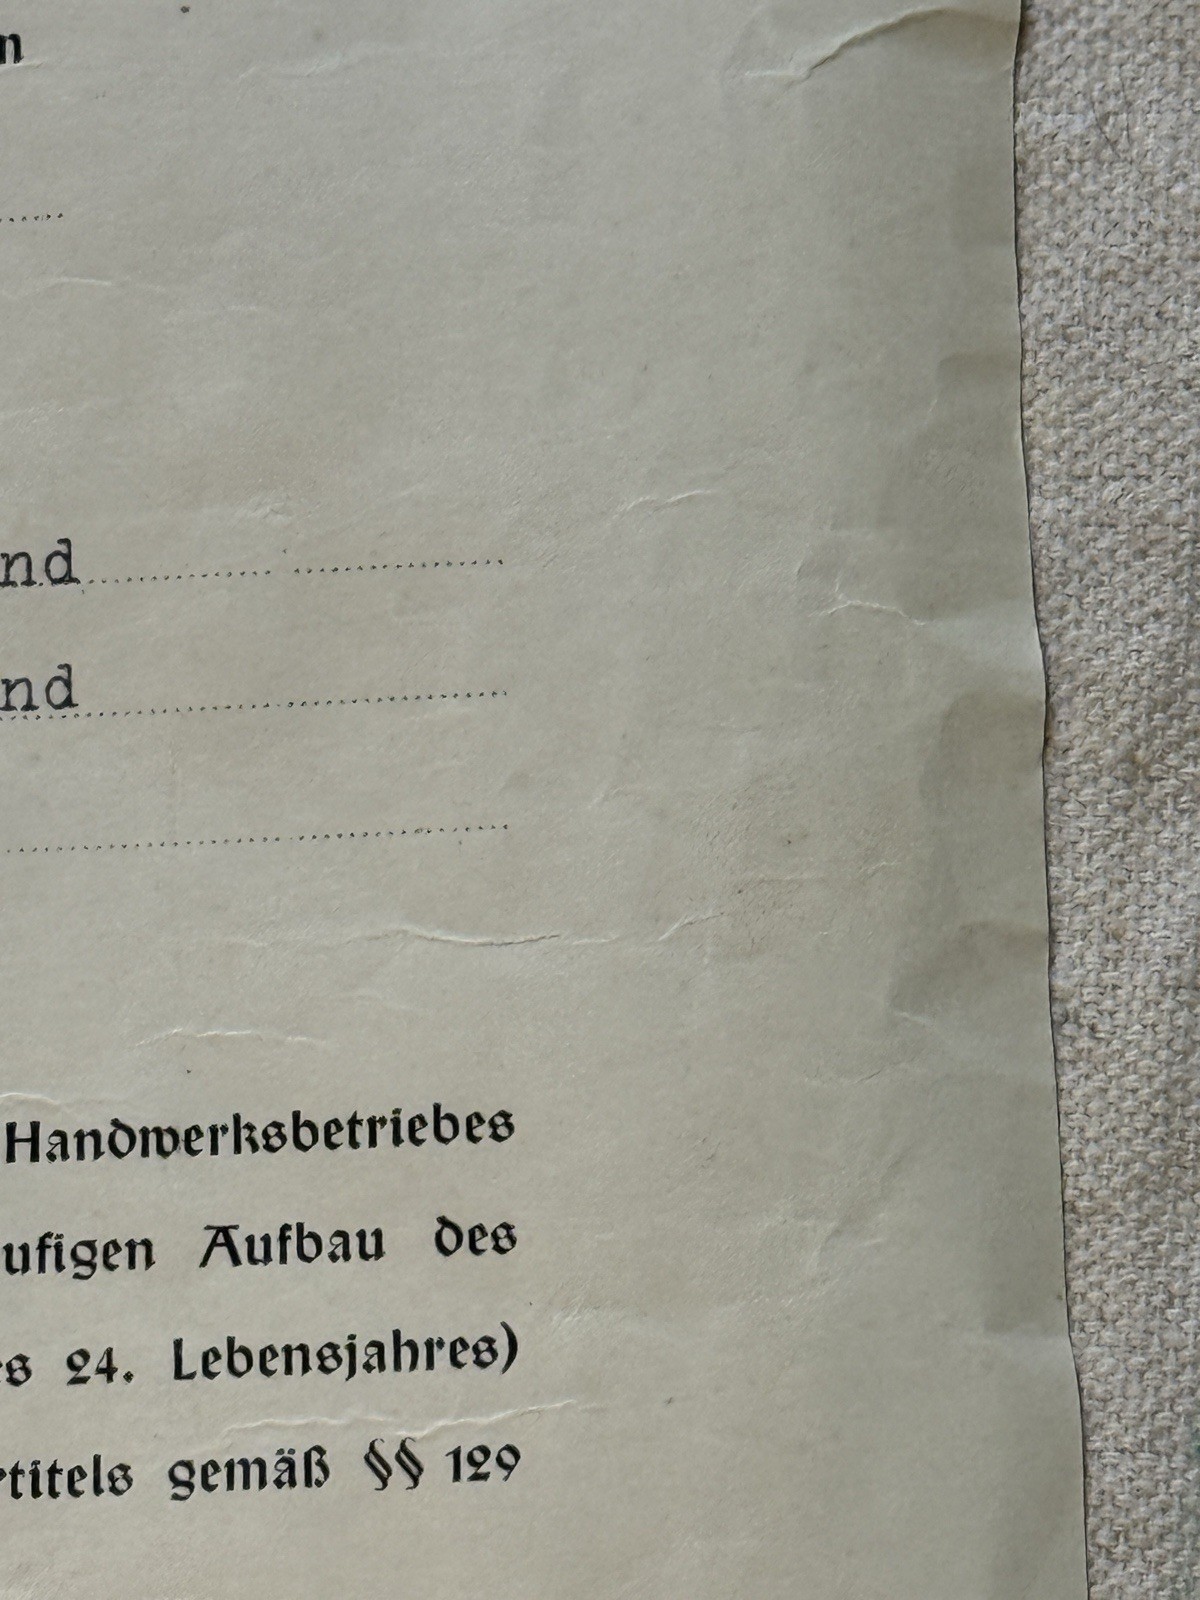 n
nd
nd
Handwerksbetriebes
ufigen Aufbau des
s 24. Lebensjahres)
rtitels gemäß §§ 129